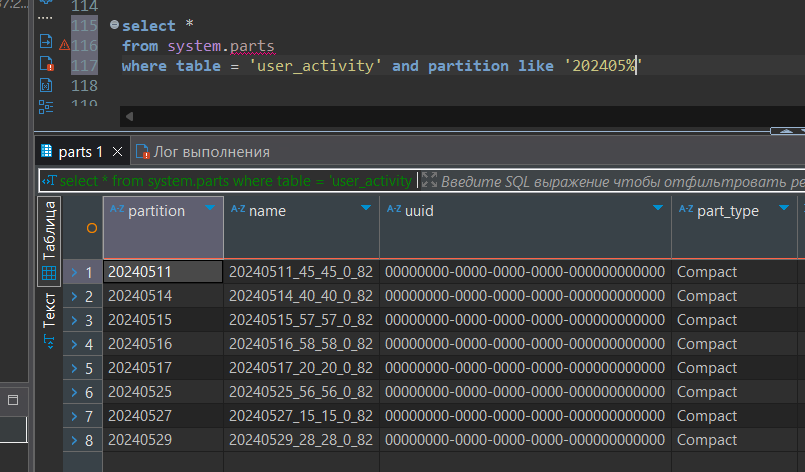 7:2...
114
115 select *
116 from system.parts
117 where table = 'user_activity' and partition like '202405%'
118
119
parts 1 Лог выполнения
select * from system.parts where table = 'user_activity Введите SQL выражение чтобы отфильтровать ре
Таблица
Текст
A-Z partition A-Z name A-Z uuid A-Z part_type
1 20240511 20240511_45_45_0_82 00000000-0000-0000-0000-000000000000 Compact
2 20240514 20240514_40_40_0_82 00000000-0000-0000-0000-000000000000 Compact
3 20240515 20240515_57_57_0_82 00000000-0000-0000-0000-000000000000 Compact
4 20240516 20240516_58_58_0_82 00000000-0000-0000-0000-000000000000 Compact
5 20240517 20240517_20_20_0_82 00000000-0000-0000-0000-000000000000 Compact
6 20240525 20240525_56_56_0_82 00000000-0000-0000-0000-000000000000 Compact
7 20240527 20240527_15_15_0_82 00000000-0000-0000-0000-000000000000 Compact
8 20240529 20240529_28_28_0_82 00000000-0000-0000-0000-000000000000 Compact